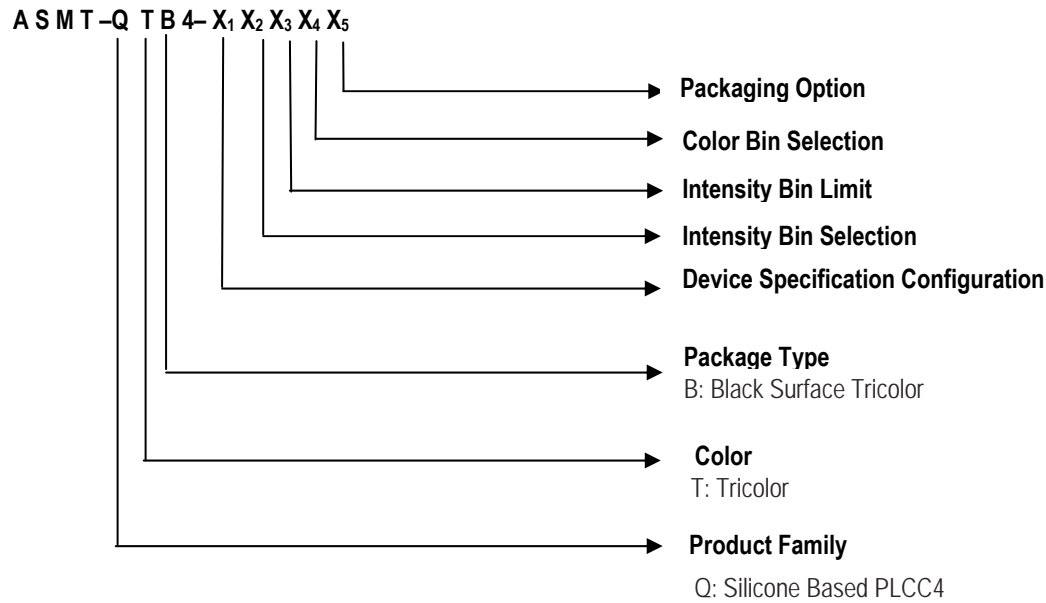 A S M T –Q T B 4– X₁ X₂ X₃ X₄ X₅
Packaging Option
Color Bin Selection
Intensity Bin Limit
Intensity Bin Selection
Device Specification Configuration
Package Type
B: Black Surface Tricolor
Color
T: Tricolor
Product Family
Q: Silicone Based PLCC4